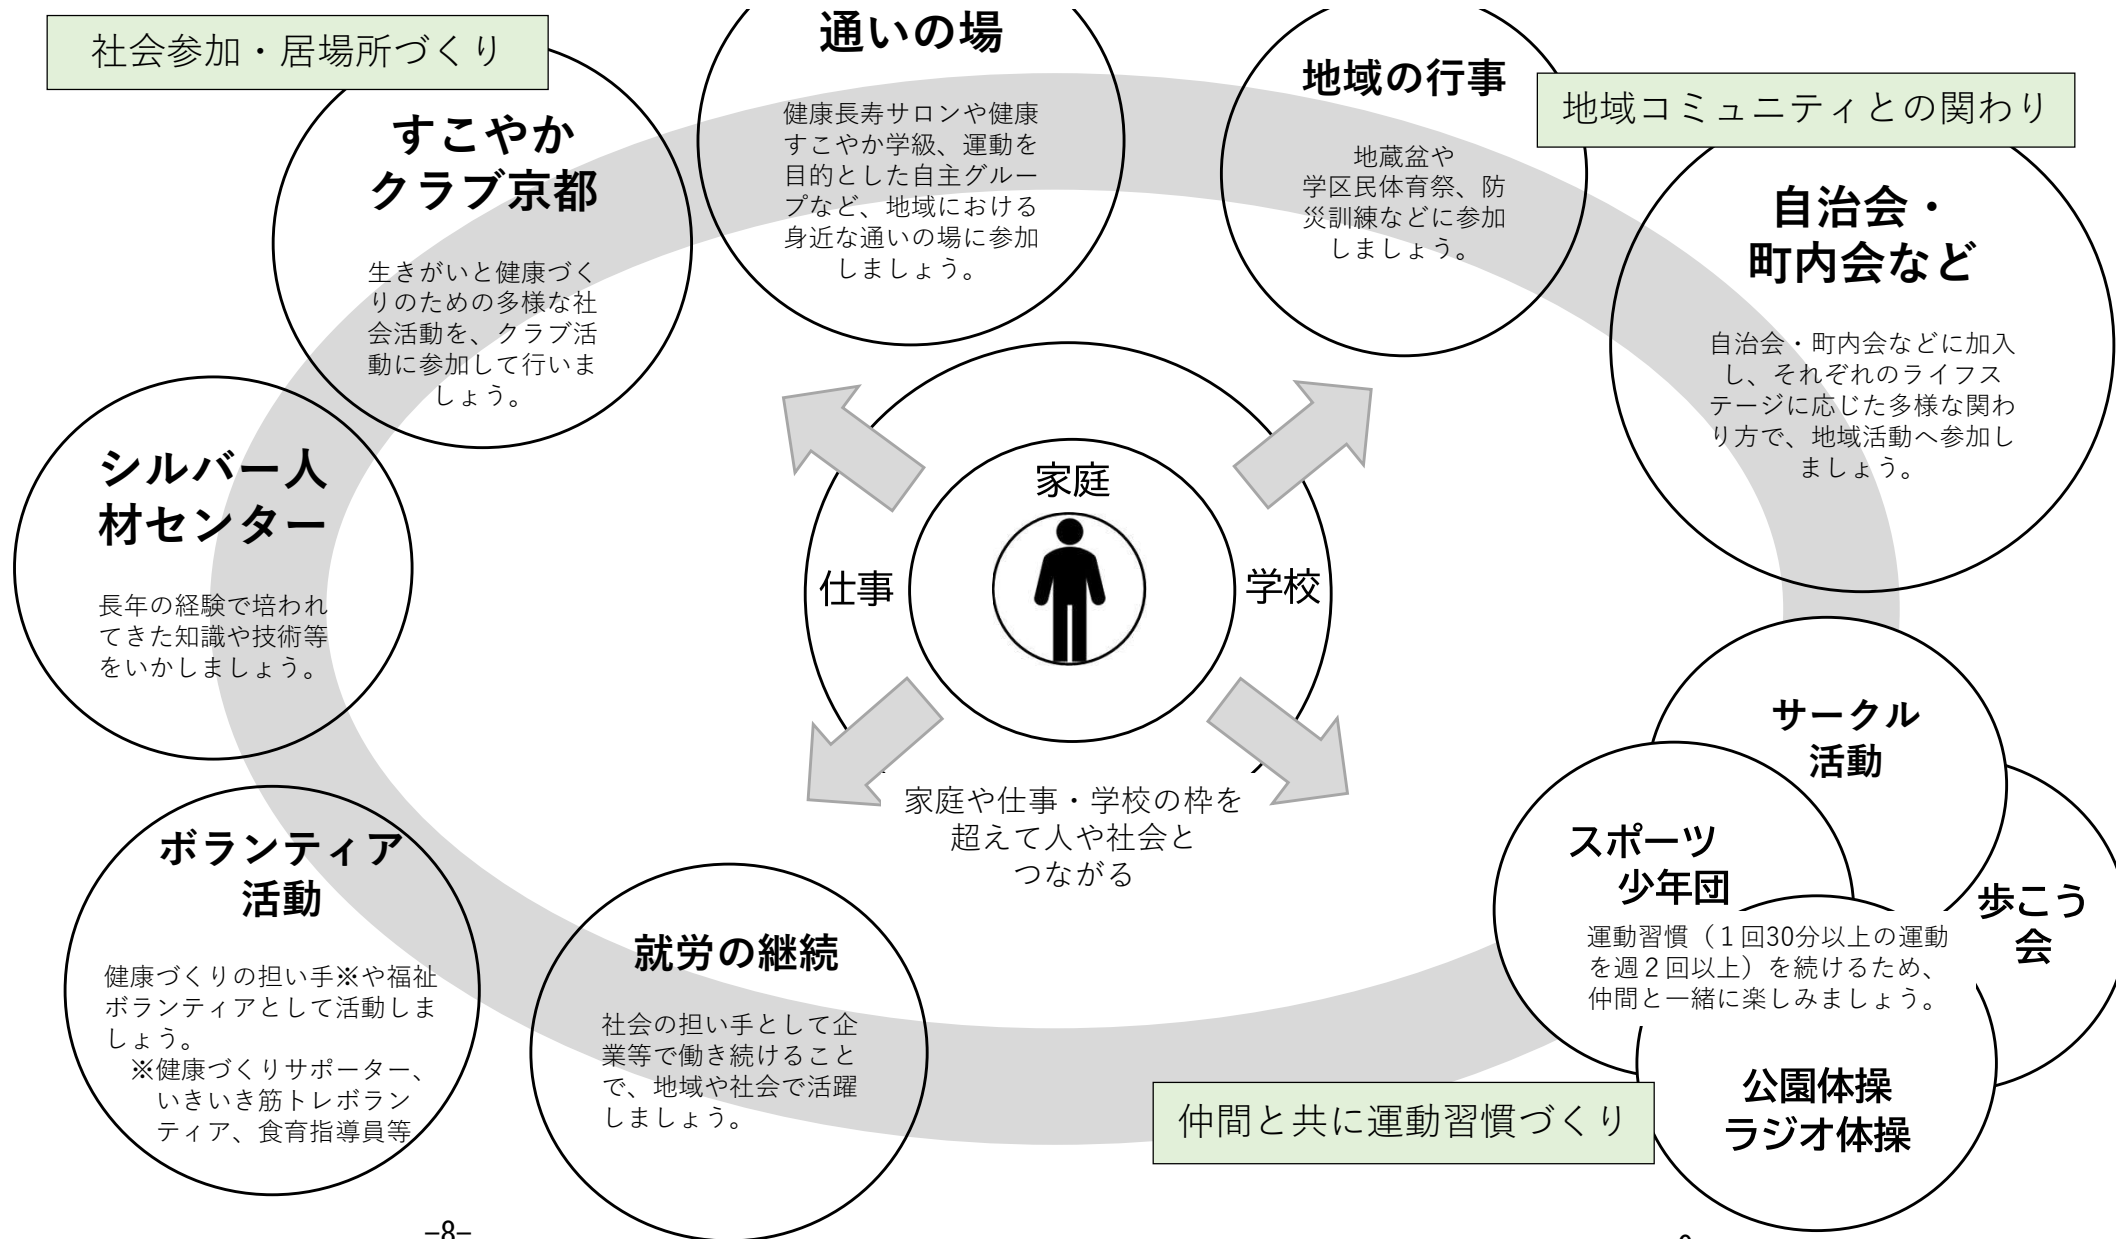 社会参加・居場所づくり
通いの場
健康長寿サロンや健康
すこやか学級、運動を
目的とした自主グルー
プなど、地域における
身近な通いの場に参加
しましょう。
地域の行事
地蔵盆や
学区民体育祭、防
災訓練などに参加
しましょう。
地域コミュニティとの関わり
すこやか
クラブ京都
生きがいと健康づく
りのための多様な社
会活動を、クラブ活
動に参加して行いま
しょう。
自治会・
町内会など
自治会・町内会などに加入
し、それぞれのライフス
テージに応じた多様な関わ
り方で、地域活動へ参加し
ましょう。
シルバー人
材センター
長年の経験で培われ
てきた知識や技術等
をいかしましょう。
家庭
仕事
学校
家庭や仕事・学校の枠を
超えて人や社会と
つながる
サークル
活動
スポーツ
少年団
歩こう
会
運動習慣（１回30分以上の運動
を週２回以上）を続けるため、
仲間と一緒に楽しみましょう。
公園体操
ラジオ体操
仲間と共に運動習慣づくり
ボランティア
活動
健康づくりの担い手※や福祉
ボランティアとして活動しま
しょう。
※健康づくりサポーター、
いきいき筋トレボラン
ティア、食育指導員等
就労の継続
社会の担い手として企
業等で働き続けること
で、地域や社会で活躍
しましょう。
−8−